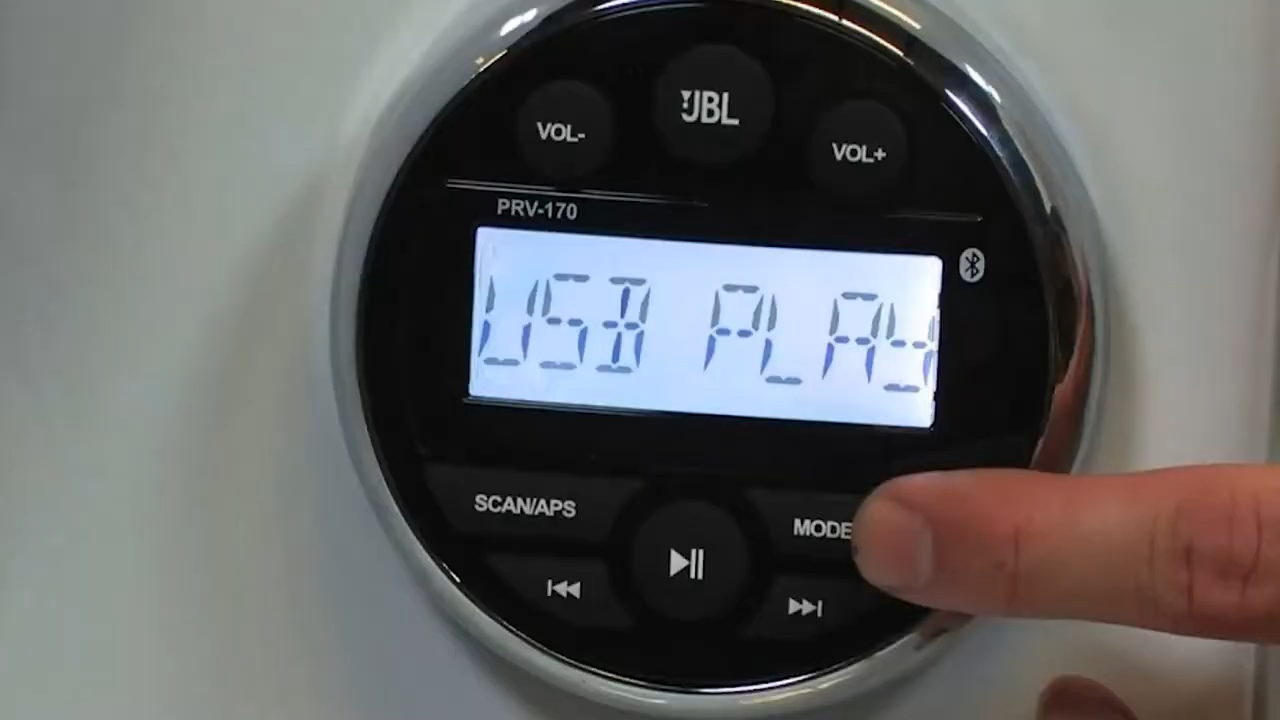 VOL-
JBL
VOL+
PRV-170
USB PLAY
SCAN/APS
MODE